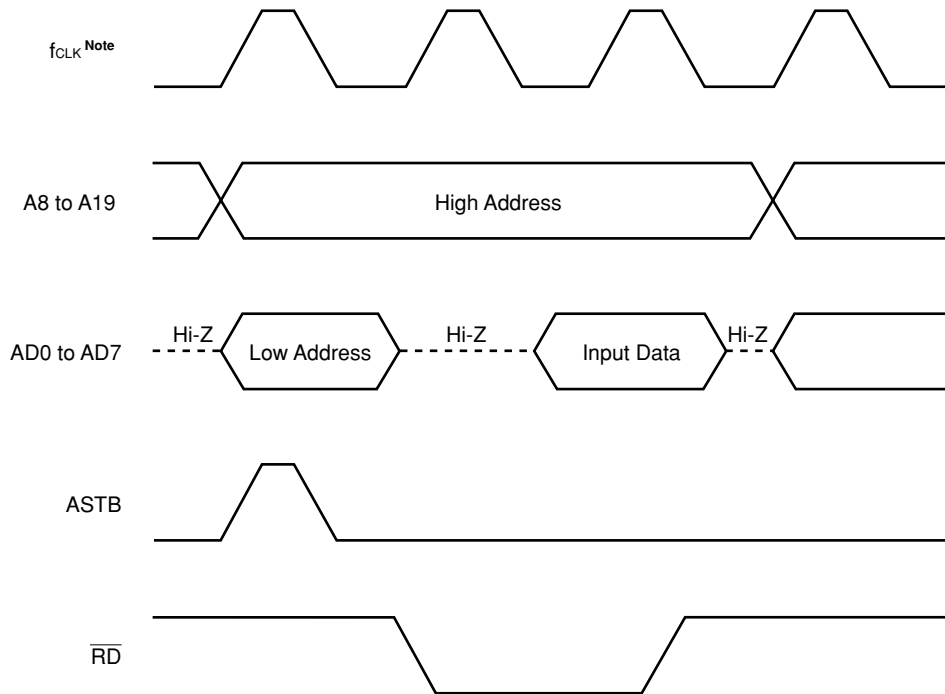 fCLK Note
A8 to A19
High Address
AD0 to AD7
Hi-Z
Low Address
Hi-Z
Input Data
Hi-Z
ASTB
RD